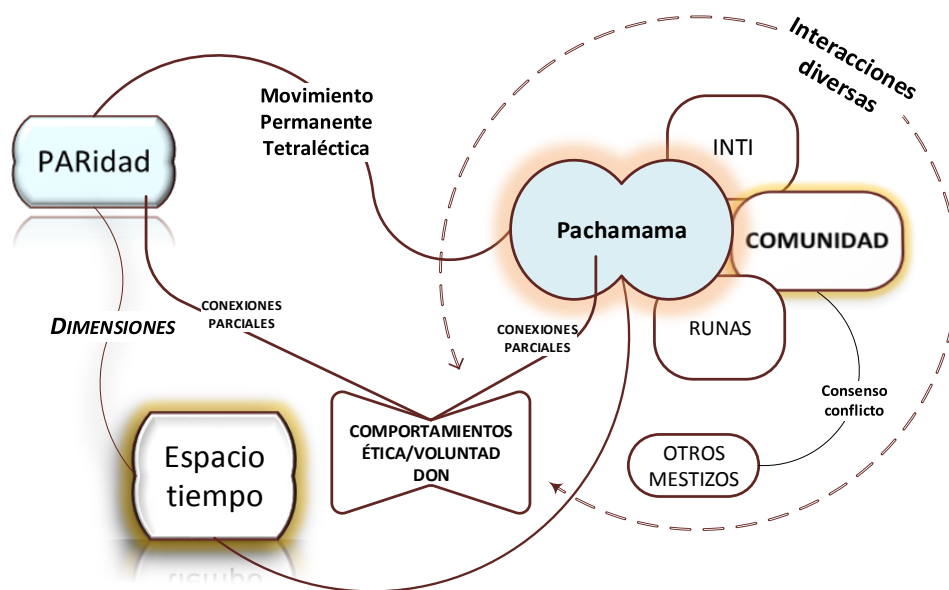 Interacciones
diversas
Movimiento
Permanente
Tetraléctica
PARidad
INTI
Pachamama
COMUNIDAD
CONEXIONES
PARCIALES
DIMENSIONES
CONEXIONES
PARCIALES
RUNAS
Consenso
conflicto
Espacio
tiempo
COMPORTAMIENTOS
ÉTICA/VOLUNTAD
DON
OTROS
MESTIZOS